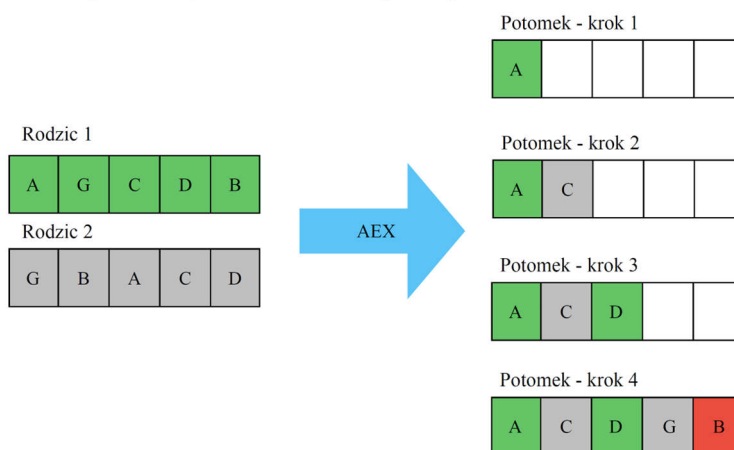 Rodzic 1
A G C D B
Rodzic 2
G B A C D
AEX
Potomek - krok 1
A
Potomek - krok 2
A C
Potomek - krok 3
A C D
Potomek - krok 4
A C D G B